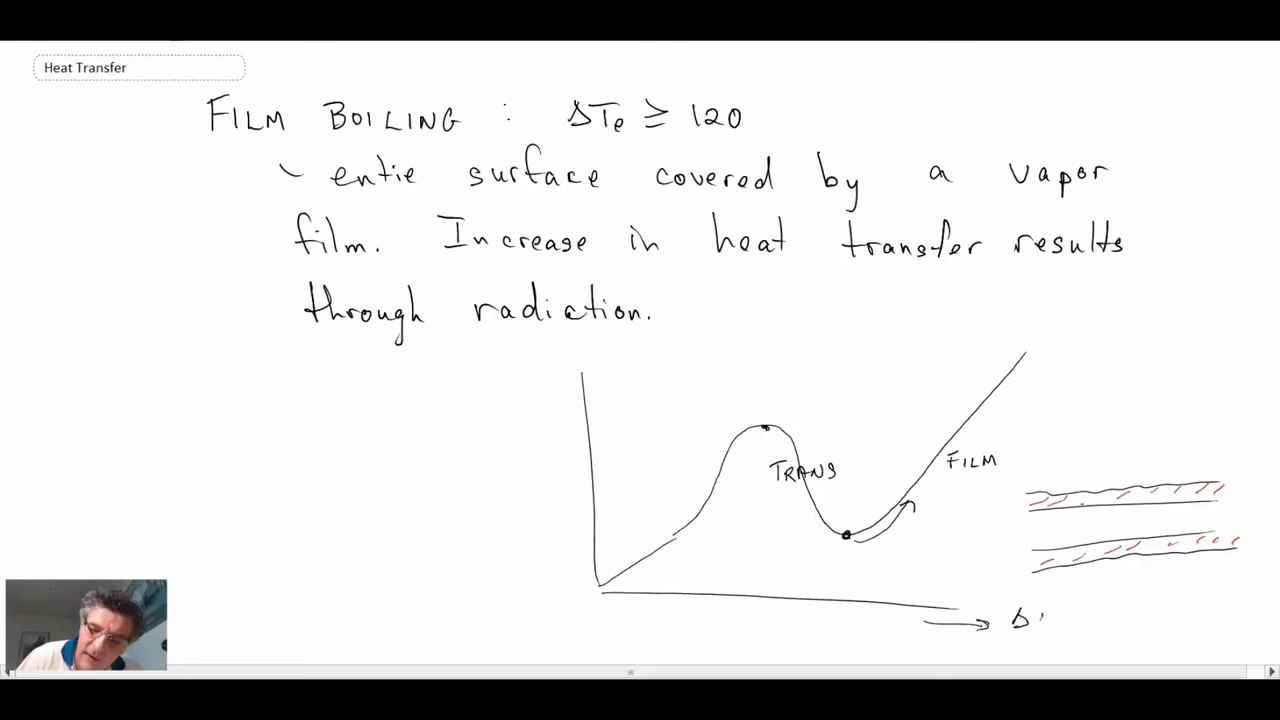 Heat Transfer
FILM BOILING : ΔTe ≥ 120
entie surface covered by a vapor
film. Increase in heat transfer results
through radiation.
TRANS
FILM
Δ